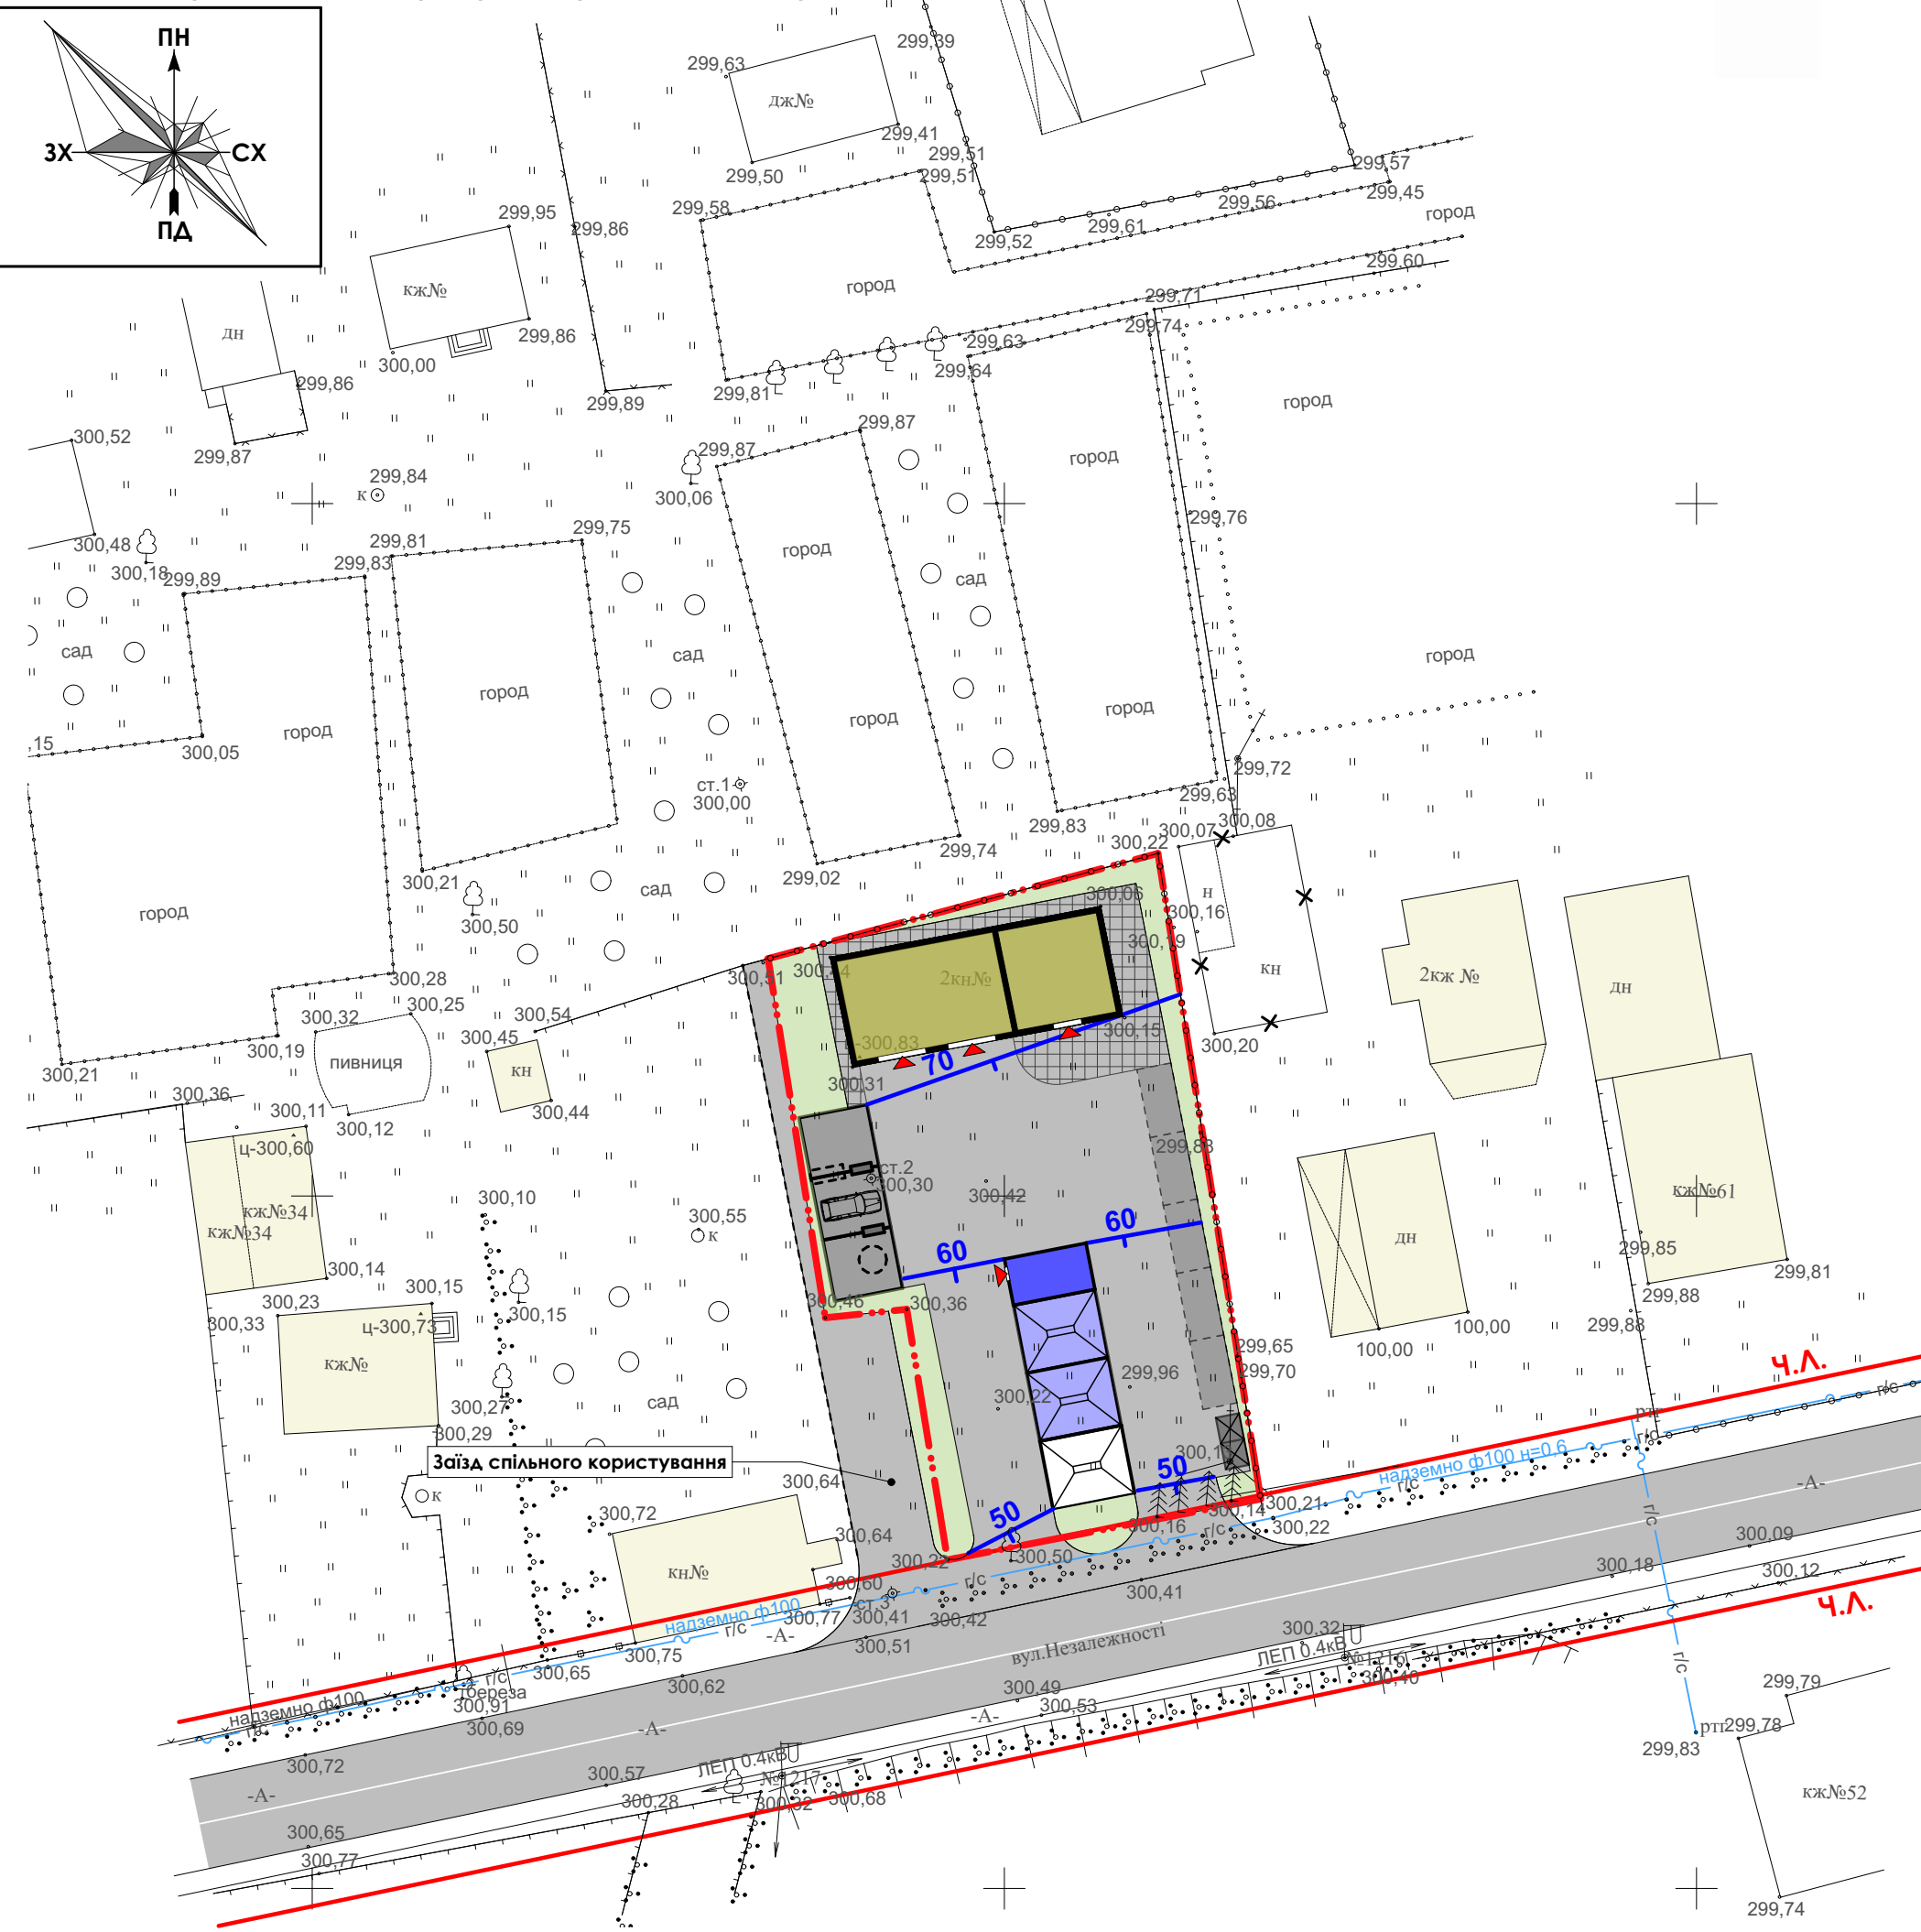 ПН
ЗХ
СХ
ПД
299,39
299,63
дж№
299,41
299,51
299,50
299,51
299,57
299,45
299,58
299,56
город
299,95
299,86
299,61
299,52
299,60
кж№
город
299,71
дн
299,86
299,74
299,63
300,00
299,64
299,86
299,81
299,89
город
300,52
299,87
299,87
299,87
город
299,84
к
300,06
299,76
299,75
300,48
299,81
город
300,18
299,83
299,89
сад
сад
сад
город
город
город
город
город
,15
300,05
299,72
ст.1
300,00
299,63
299,83
300,08
300,07
300,22
299,74
299,02
300,21
сад
300,06
н
город
300,16
300,50
300,19
кн
2кж №
300,51
2кн№
дн
300,28
300,25
300,32
300,54
300,15
300,45
300,20
300,19
70
пивниця
кн
300,21
300,31
300,36
300,11
300,44
300,12
ц-300,60
299,83
ст.2
300,30
300,10
300,42
кж№61
кж№34
кж№34
300,55
к
60
60
299,85
300,14
299,81
300,15
300,46
300,36
299,88
300,23
300,15
300,33
ц-300,73
299,88
100,00
дн
299,65
100,00
кж№
Ч.Л.
299,96
299,70
300,22
г/с
сад
300,27
300,29
ртг
г/с
Заїзд спільного користування
надземно ф100 н=0,6
50
300,64
г/с
-А-
к
300,21
300,72
50
300,14
300,16
300,22
г/с
г/с
300,64
300,09
300,22
300,50
300,18
300,12
кн№
г/с
300,60
300,41
надземно ф100
300,77
ст.3
300,41
300,42
Ч.Л.
г/с
-А-
300,32
300,51
вул.Незалежності
300,75
ЛЕП 0.4кВ
№1216
300,65
г/с
300,40
г/с
300,62
300,49
299,79
береза
надземно ф100
300,91
300,53
г/с
300,69
-А-
-А-
ртг
299,78
299,83
300,72
ЛЕП 0.4кВ
№1217
300,57
-А-
300,28
300,32
300,68
кж№52
300,65
300,77
299,74